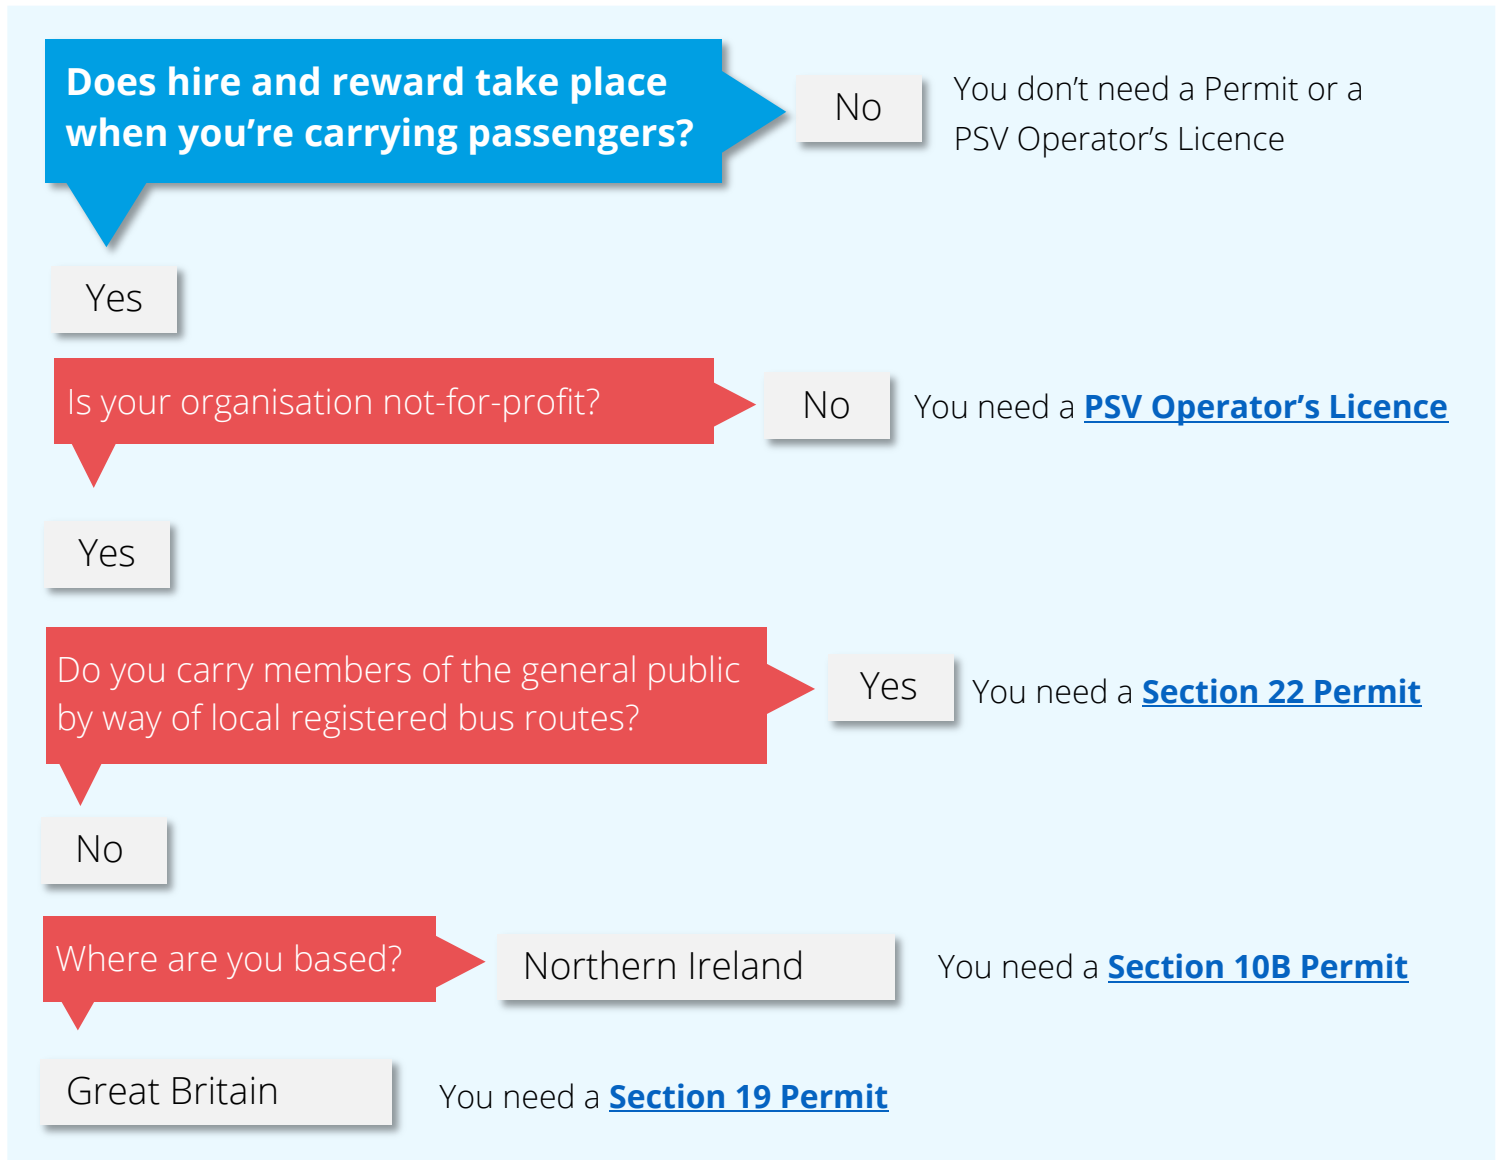 Does hire and reward take place
when you’re carrying passengers?
No
You don’t need a Permit or a
PSV Operator’s Licence
Yes
Is your organisation not-for-profit?
No
You need a PSV Operator’s Licence
Yes
Do you carry members of the general public
by way of local registered bus routes?
Yes
You need a Section 22 Permit
No
Where are you based?
Northern Ireland
You need a Section 10B Permit
Great Britain
You need a Section 19 Permit